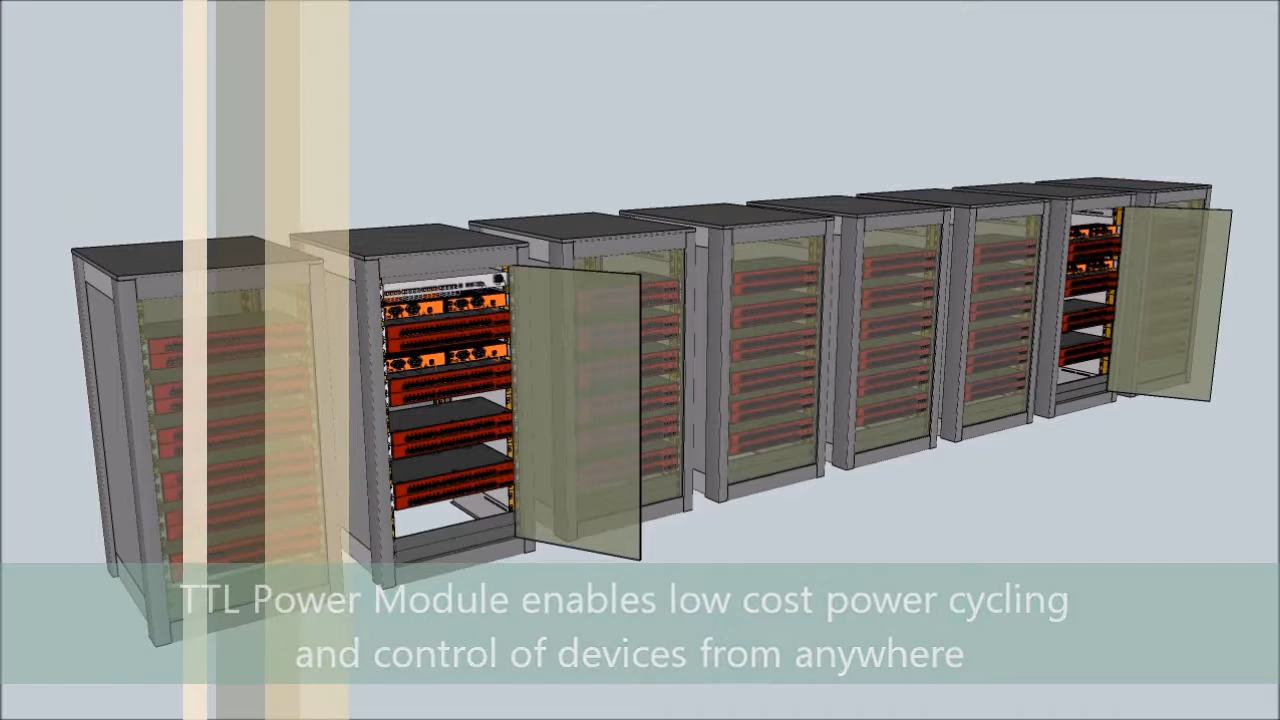 TTL Power Module enables low cost power cycling
and control of devices from anywhere